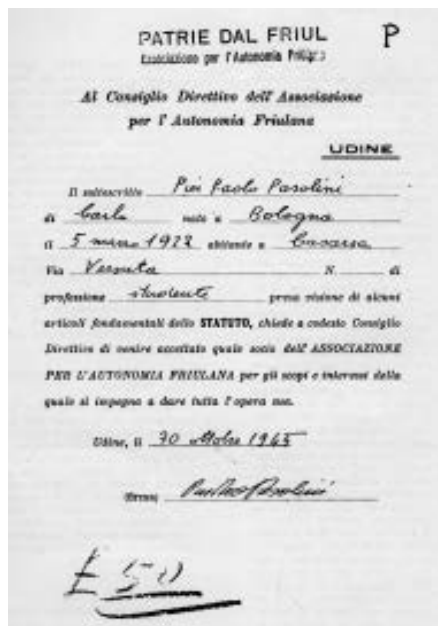 PATRIE DAL FRIUL
P
Associazione per l'Autonomia
Al Consiglio Direttivo dell'Associazione
per l'Autonomia Friulana
UDINE
Il sottoscritto Pier Paolo Pasolini
di Carlo nato a Bologna
il 5 marzo 1922 abitante a Casarsa
Via Versuta N. di
professione studente presa visione di alcuni
articoli fondamentali dello STATUTO, chiede a codesto Consiglio
Direttivo di venire accettato quale socio dell'ASSOCIAZIONE
PER L'AUTONOMIA FRIULANA per gli scopi e interessi della
quale si impegna a dare tutta l'opera sua.
Udine, li 30 ottobre 1945
(firma) Pier Paolo Pasolini
£ 50